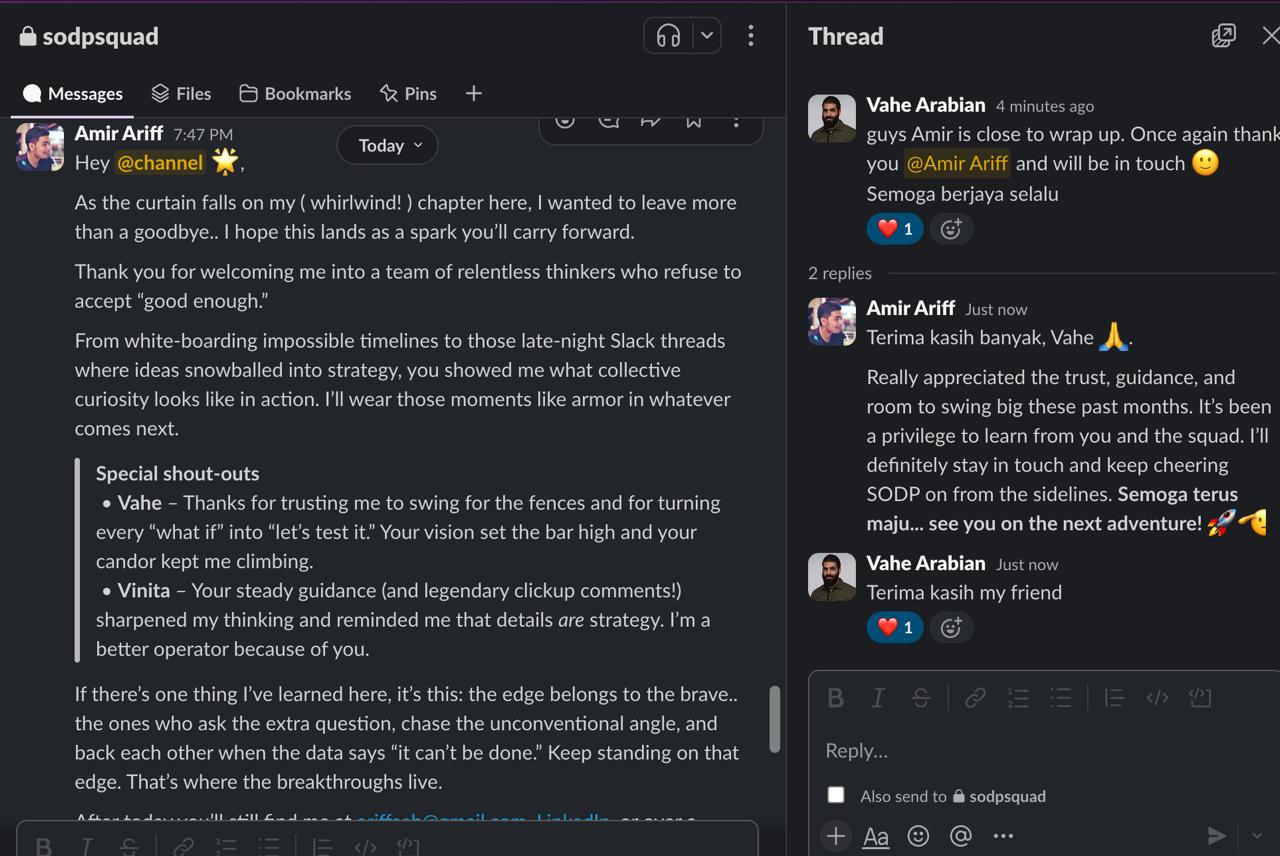 sodpsquad
Messages
Files
Bookmarks
Pins
Today
Amir Ariff 7:47 PM
Hey @channel 🌟,
As the curtain falls on my ( whirlwind! ) chapter here, I wanted to leave more
than a goodbye.. I hope this lands as a spark you’ll carry forward.
Thank you for welcoming me into a team of relentless thinkers who refuse to
accept “good enough.”
From white-boarding impossible timelines to those late-night Slack threads
where ideas snowballed into strategy, you showed me what collective
curiosity looks like in action. I’ll wear those moments like armor in whatever
comes next.
Special shout-outs
• Vahe – Thanks for trusting me to swing for the fences and for turning
every “what if” into “let’s test it.” Your vision set the bar high and your
candor kept me climbing.
• Vinita – Your steady guidance (and legendary clickup comments!)
sharpened my thinking and reminded me that details are strategy. I’m a
better operator because of you.
If there’s one thing I’ve learned here, it’s this: the edge belongs to the brave..
the ones who ask the extra question, chase the unconventional angle, and
back each other when the data says “it can’t be done.” Keep standing on that
edge. That’s where the breakthroughs live.
After today you’ll still find me at
Thread
Vahe Arabian 4 minutes ago
guys Amir is close to wrap up. Once again thank
you @Amir Ariff and will be in touch 🙂
Semoga berjaya selalu
❤️ 1
2 replies
Amir Ariff Just now
Terima kasih banyak, Vahe 🙏.
Really appreciated the trust, guidance, and
room to swing big these past months. It’s been
a privilege to learn from you and the squad. I’ll
definitely stay in touch and keep cheering
SODP on from the sidelines. Semoga terus
maju... see you on the next adventure! 🚀
Vahe Arabian Just now
Terima kasih my friend
❤️ 1
Reply...
Also send to sodpsquad
Aa